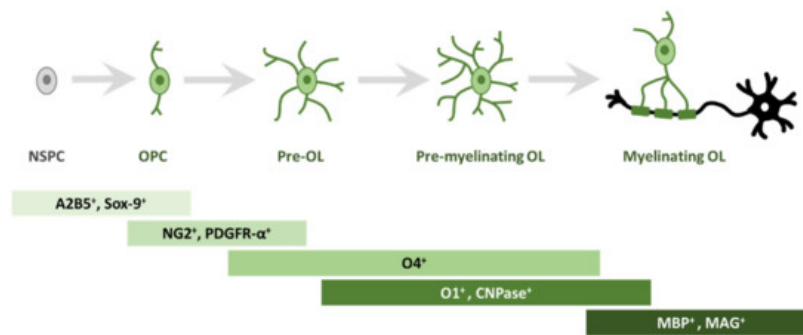 NSPC OPC Pre-OL Pre-myelinating OL Myelinating OL
A2B5⁺, Sox-9⁺
NG2⁺, PDGFR-α⁺
O4⁺
O1⁺, CNPase⁺
MBP⁺, MAG⁺